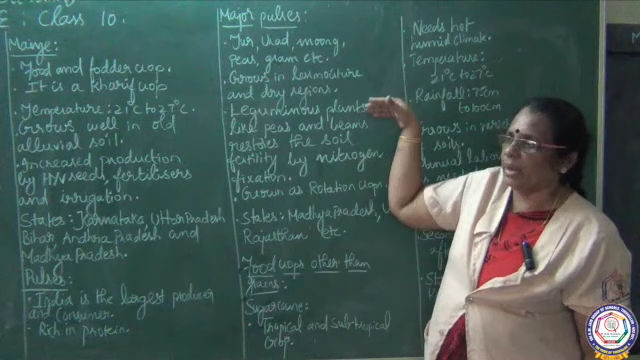 E: Class 10.
Maize:
• Food and fodder crop.
• It is a kharif crop
• Temperature: 21°C to 27°C.
Grows well in old
alluvial soil.
• Increased production
by HYV seeds, fertilisers
and irrigation.
States: Karnataka, Uttar Pradesh
Bihar, Andhra Pradesh and
Madhya Pradesh.
Pulses:
• India is the largest producer
and consumer.
• Rich in protein.
Major pulses:
• Tur, Urad, moong,
peas, gram etc.
• Grows in less moisture
and dry regions.
• Leguminous plants
like peas and beans
restores the soil
fertility by nitrogen
fixation.
• Grown as Rotation crops.
• States: Madhya Pradesh, U
Rajasthan etc.
Food crops other than
grains:
Sugarcane:
• Tropical and subtropical
crop.
• Needs hot
humid climate.
• Temperature:
21°C to 27°C
• Rainfall: 75cm
to 100cm
rows in
soils.